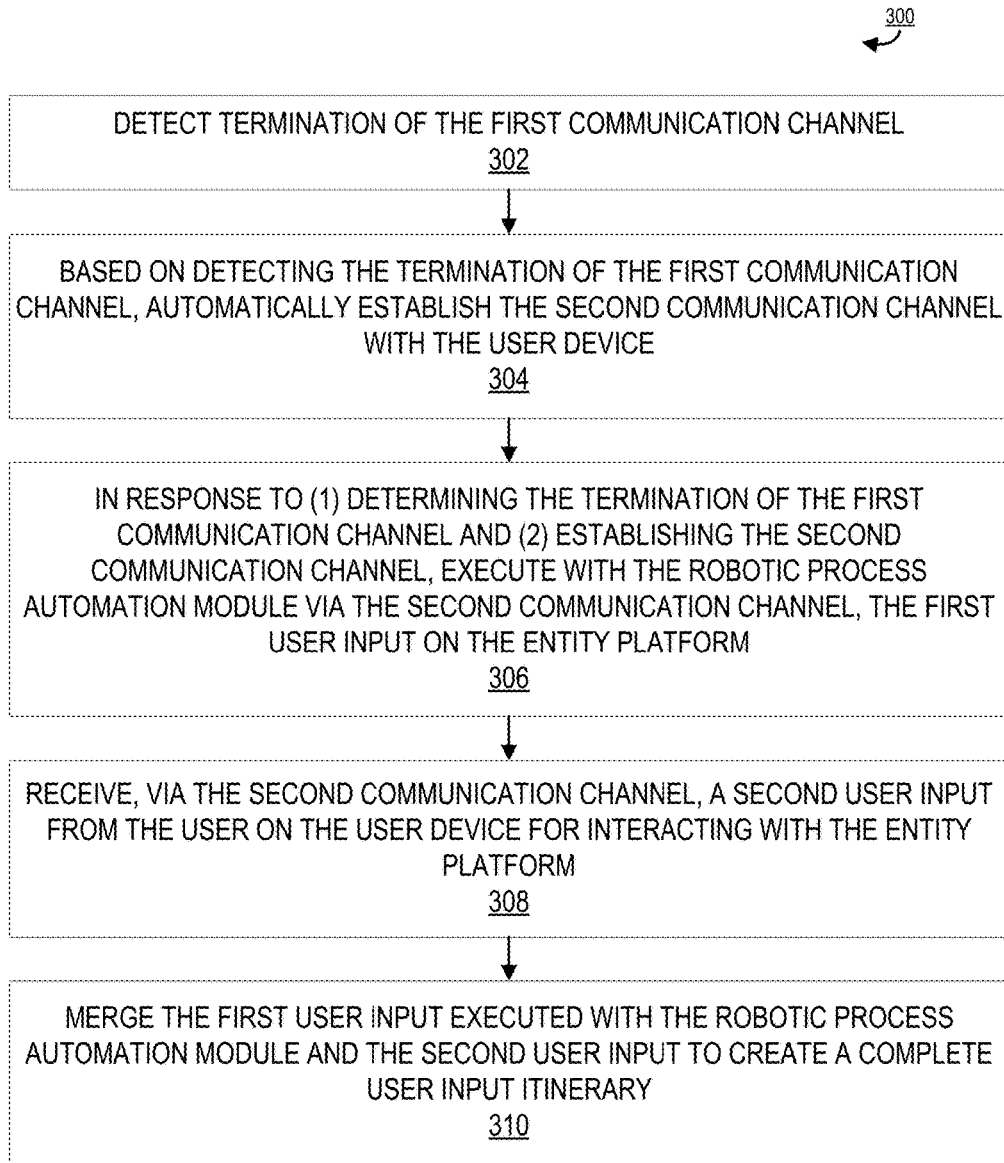 300
DETECT TERMINATION OF THE FIRST COMMUNICATION CHANNEL
302
BASED ON DETECTING THE TERMINATION OF THE FIRST COMMUNICATION
CHANNEL, AUTOMATICALLY ESTABLISH THE SECOND COMMUNICATION CHANNEL
WITH THE USER DEVICE
304
IN RESPONSE TO (1) DETERMINING THE TERMINATION OF THE FIRST
COMMUNICATION CHANNEL AND (2) ESTABLISHING THE SECOND
COMMUNICATION CHANNEL, EXECUTE WITH THE ROBOTIC PROCESS
AUTOMATION MODULE VIA THE SECOND COMMUNICATION CHANNEL, THE FIRST
USER INPUT ON THE ENTITY PLATFORM
306
RECEIVE, VIA THE SECOND COMMUNICATION CHANNEL, A SECOND USER INPUT
FROM THE USER ON THE USER DEVICE FOR INTERACTING WITH THE ENTITY
PLATFORM
308
MERGE THE FIRST USER INPUT EXECUTED WITH THE ROBOTIC PROCESS
AUTOMATION MODULE AND THE SECOND USER INPUT TO CREATE A COMPLETE
USER INPUT ITINERARY
310